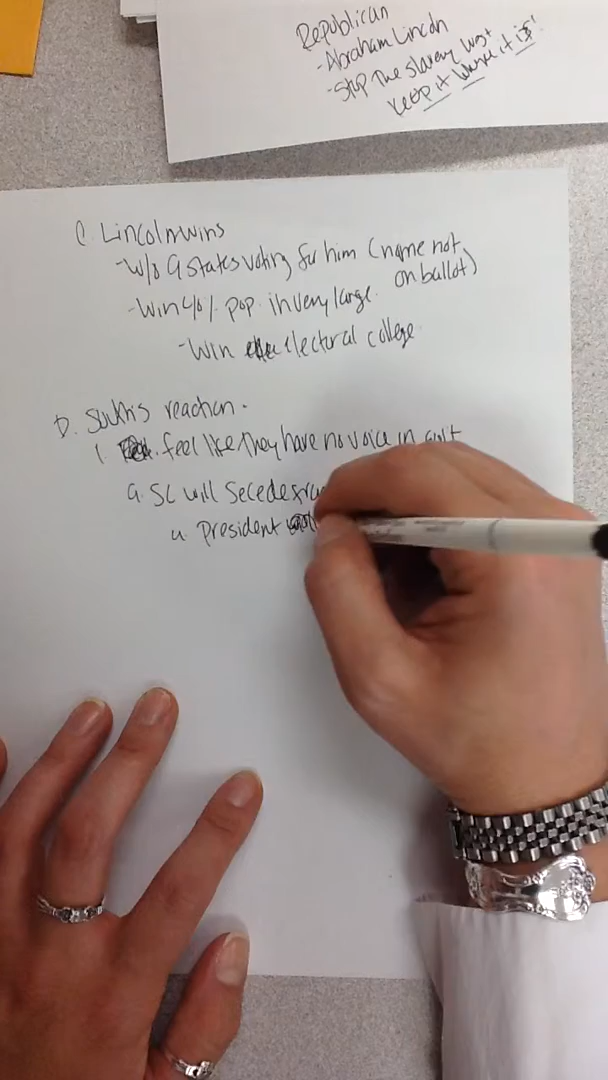 Republican
- Abraham Lincoln
- Stop the slavery west
keep it where it is!
C. Lincoln wins
- W/o 9 states voting for him (name not
on ballot)
- Win 40% pop. in very large
- Win electoral college
D. South's reaction.
1. feel like they have no voice in gov't
a. SC will secede
a. President